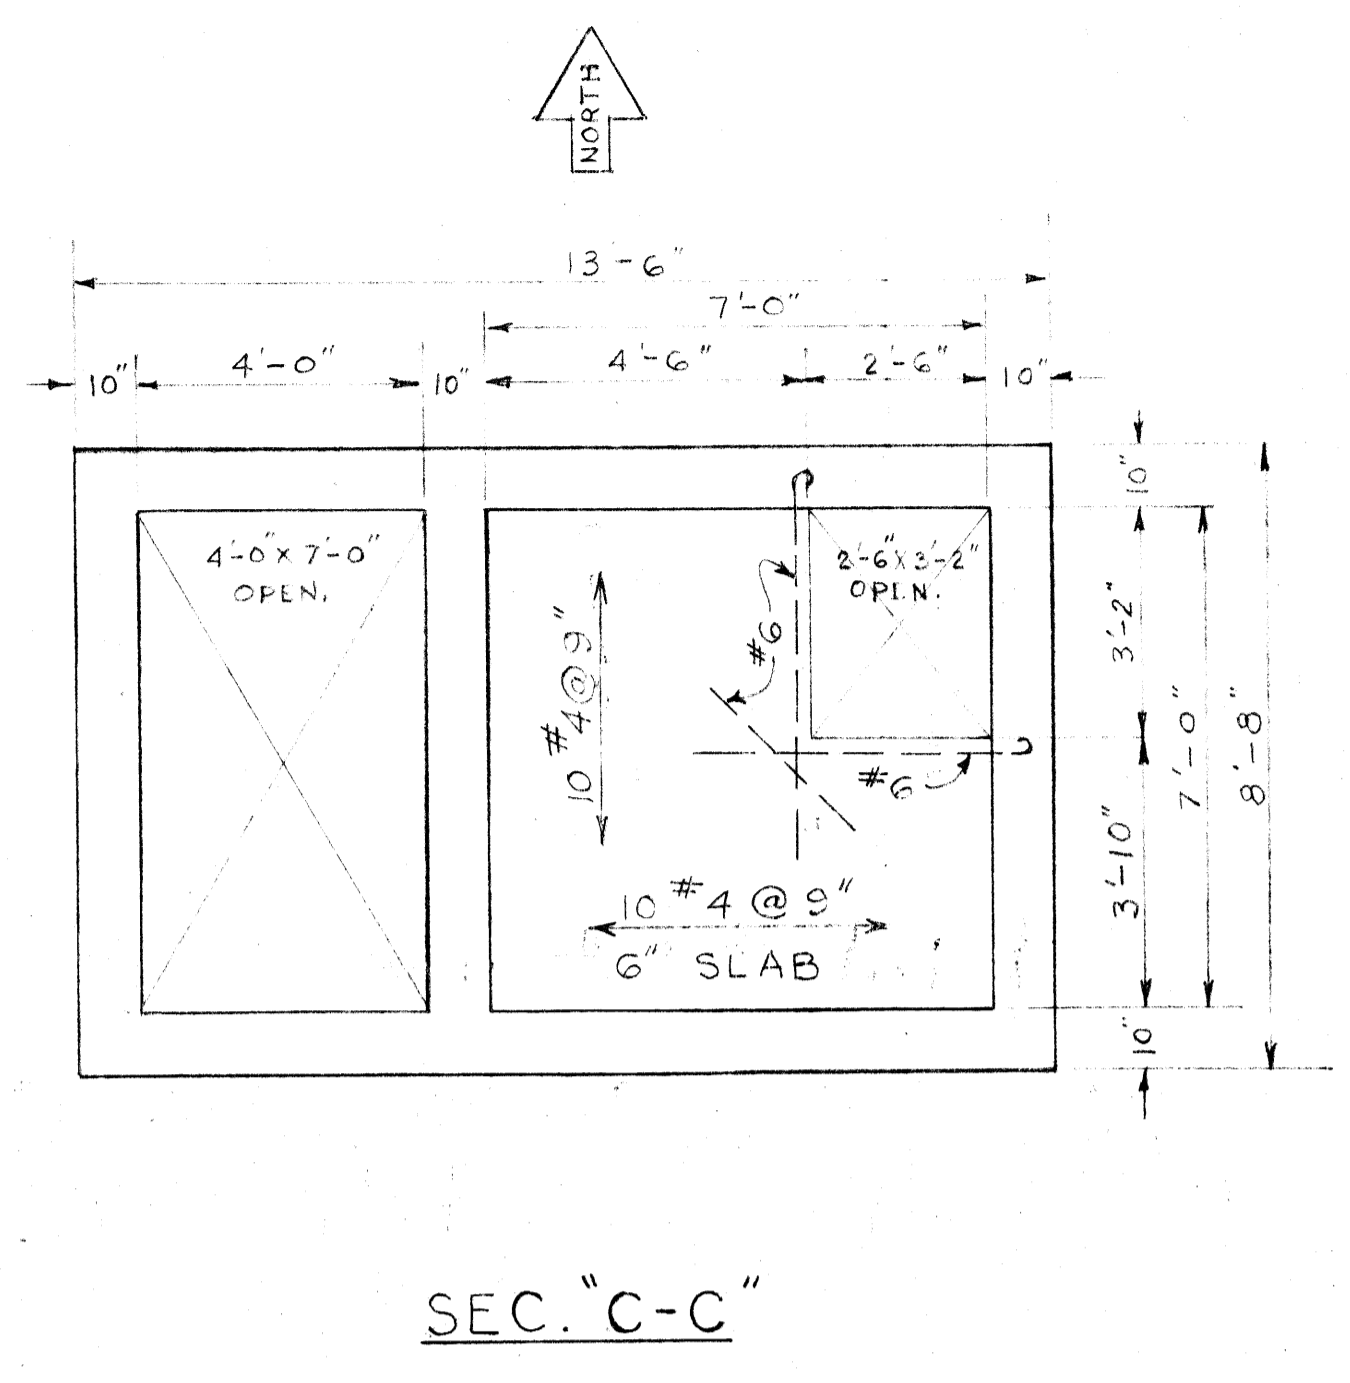 NORTH
13'-6"
7'-0"
10"
4'-0"
10"
4'-6"
2'-6"
10"
10"
4'-0" x 7'-0"
OPEN.
2'-6" x 3'-2"
OPEN.
#6
#6
#6
10 #4 @ 9"
10 #4 @ 9"
6" SLAB
3'-2"
7'-0"
8'-8"
3'-10"
10"
SEC. "C-C"